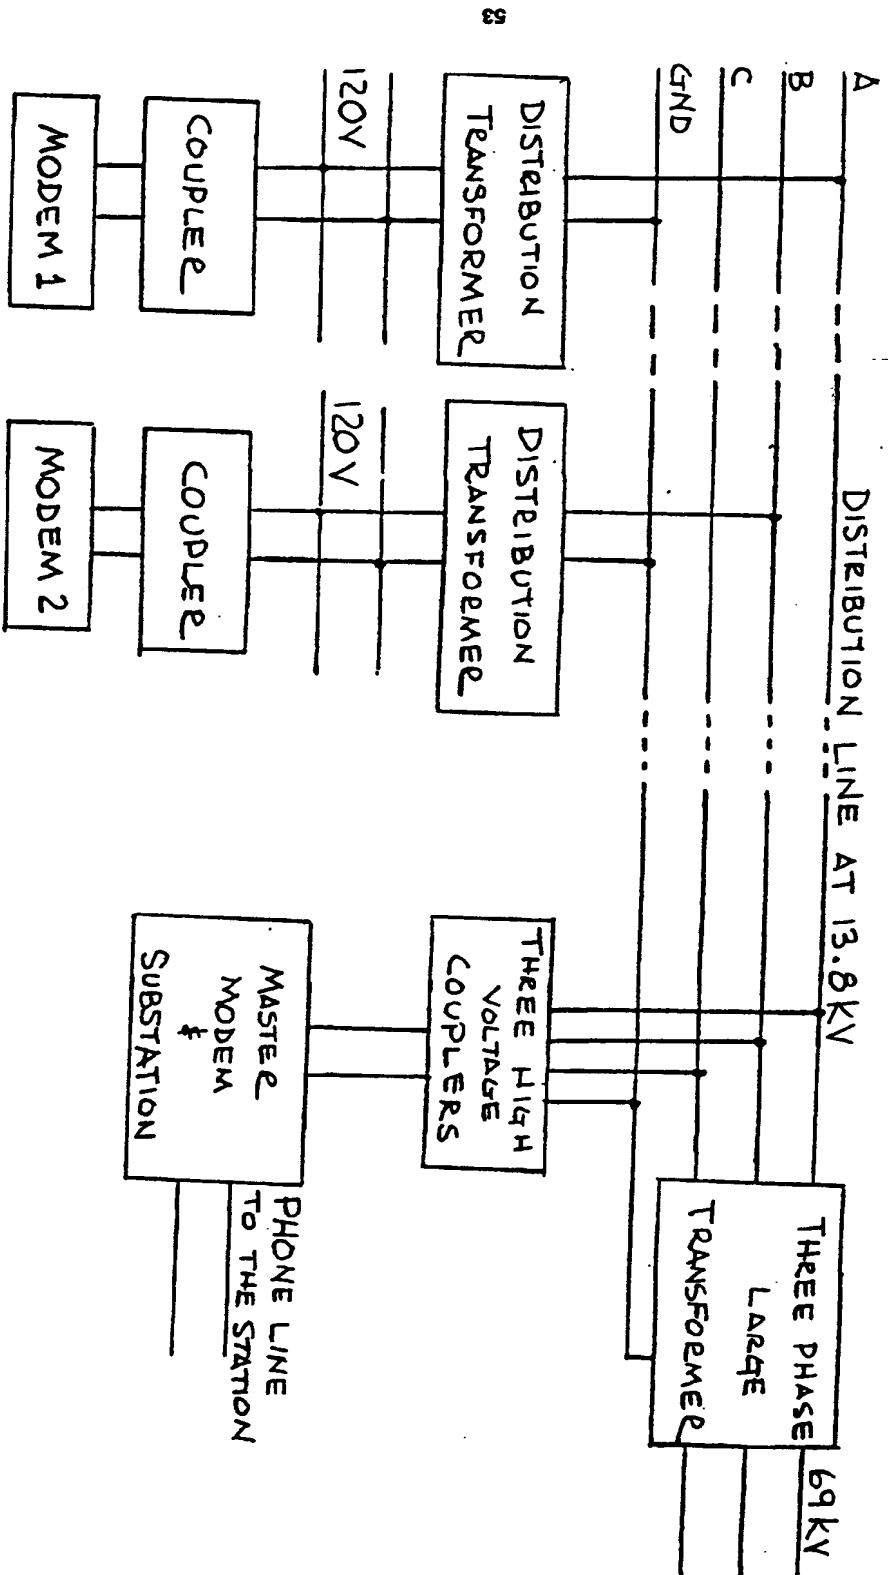 DISTRIBUTION LINE AT 13.8KV
A
B
C
GND
69KV
THREE PHASE
LARGE
TRANSFORMER
DISTRIBUTION
TRANSFORMER
DISTRIBUTION
TRANSFORMER
THREE HIGH
VOLTAGE
COUPLERS
120V
120V
COUPLER
COUPLER
MASTER
MODEM
&
SUBSTATION
PHONE LINE
TO THE STATION
MODEM 1
MODEM 2
53